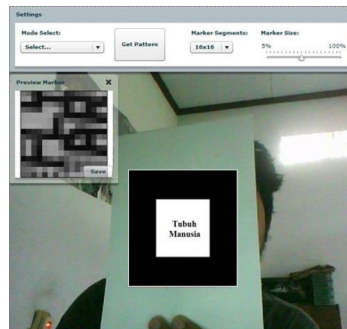 Settings
Mode Select:
Select...
Get Pattern
Marker Segments:
16x16
Marker Size:
5%
100%
Preview Marker
Save
Tubuh
Manusia